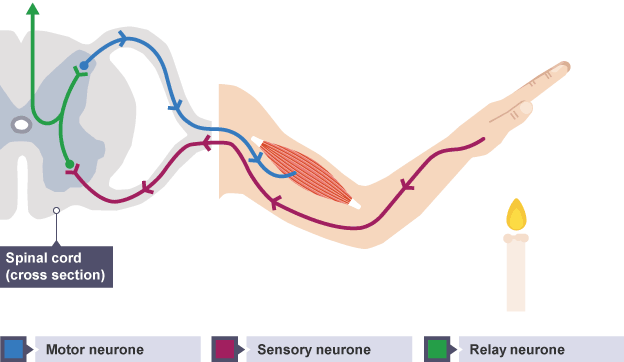 Spinal cord
(cross section)
Motor neurone
Sensory neurone
Relay neurone